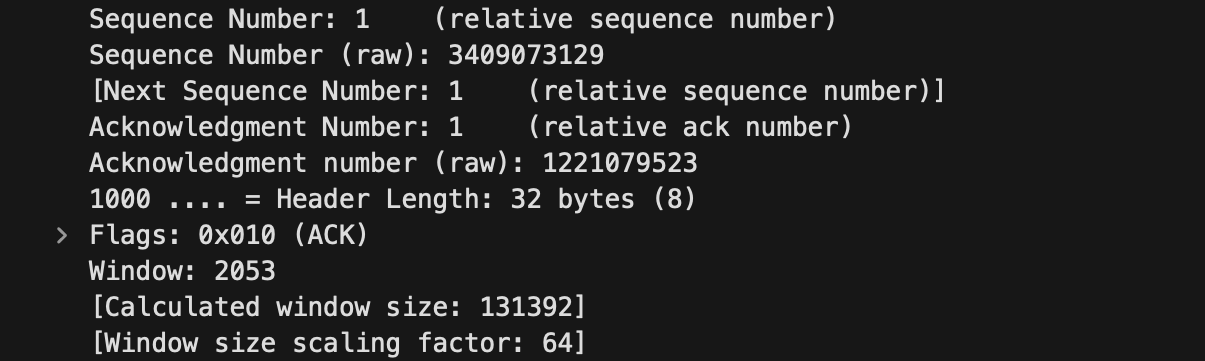 Sequence Number: 1    (relative sequence number)
Sequence Number (raw): 3409073129
[Next Sequence Number: 1    (relative sequence number)]
Acknowledgment Number: 1    (relative ack number)
Acknowledgment number (raw): 1221079523
1000 .... = Header Length: 32 bytes (8)
Flags: 0x010 (ACK)
Window: 2053
[Calculated window size: 131392]
[Window size scaling factor: 64]